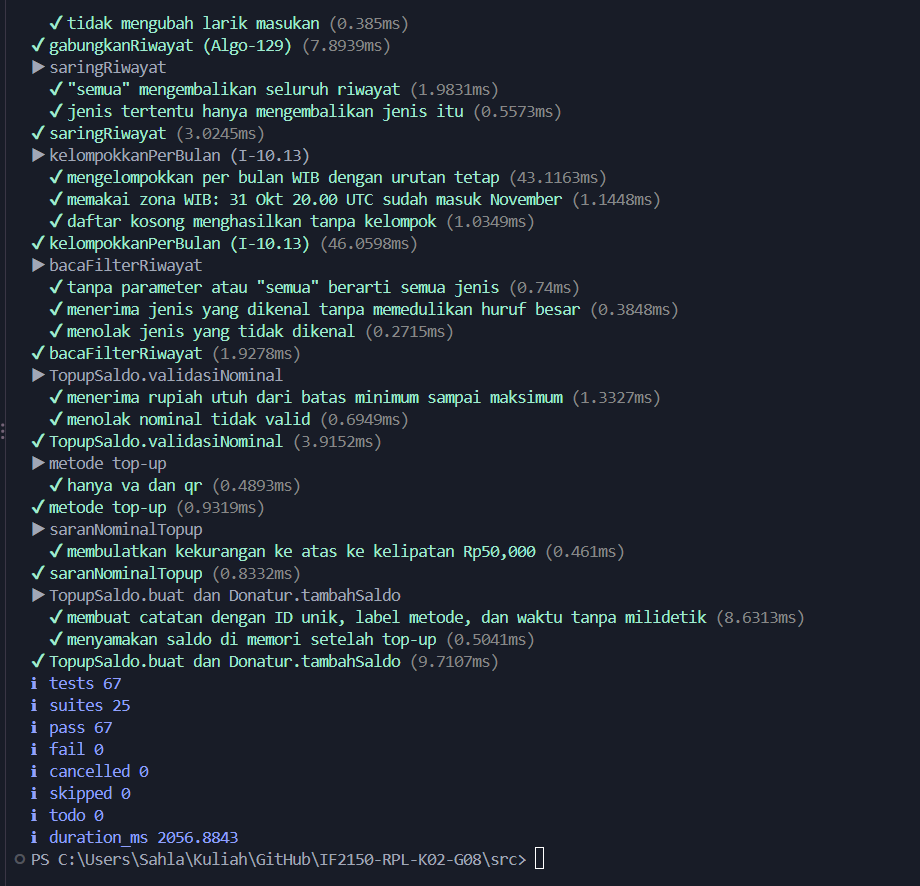 ✓ tidak mengubah larik masukan (0.385ms)
✓ gabungkanRiwayat (Algo-129) (7.8939ms)
▶ saringRiwayat
✓ "semua" mengembalikan seluruh riwayat (1.9831ms)
✓ jenis tertentu hanya mengembalikan jenis itu (0.5573ms)
✓ saringRiwayat (3.0245ms)
▶ kelompokkanPerBulan (I-10.13)
✓ mengelompokkan per bulan WIB dengan urutan tetap (43.1163ms)
✓ memakai zona WIB: 31 Okt 20.00 UTC sudah masuk November (1.1448ms)
✓ daftar kosong menghasilkan tanpa kelompok (1.0349ms)
✓ kelompokkanPerBulan (I-10.13) (46.0598ms)
▶ bacaFilterRiwayat
✓ tanpa parameter atau "semua" berarti semua jenis (0.74ms)
✓ menerima jenis yang dikenal tanpa memedulikan huruf besar (0.3848ms)
✓ menolak jenis yang tidak dikenal (0.2715ms)
✓ bacaFilterRiwayat (1.9278ms)
▶ TopupSaldo.validasiNominal
✓ menerima rupiah utuh dari batas minimum sampai maksimum (1.3327ms)
✓ menolak nominal tidak valid (0.6949ms)
✓ TopupSaldo.validasiNominal (3.9152ms)
▶ metode top-up
✓ hanya va dan qr (0.4893ms)
✓ metode top-up (0.9319ms)
▶ saranNominalTopup
✓ membulatkan kekurangan ke atas ke kelipatan Rp50,000 (0.461ms)
✓ saranNominalTopup (0.8332ms)
▶ TopupSaldo.buat dan Donatur.tambahSaldo
✓ membuat catatan dengan ID unik, label metode, dan waktu tanpa milidetik (8.6313ms)
✓ menyamakan saldo di memori setelah top-up (0.5041ms)
✓ TopupSaldo.buat dan Donatur.tambahSaldo (9.7107ms)
ℹ tests 67
ℹ suites 25
ℹ pass 67
ℹ fail 0
ℹ cancelled 0
ℹ skipped 0
ℹ todo 0
ℹ duration_ms 2056.8843
PS C:\Users\Sahla\Kuliah\GitHub\IF2150-RPL-K02-G08\src>